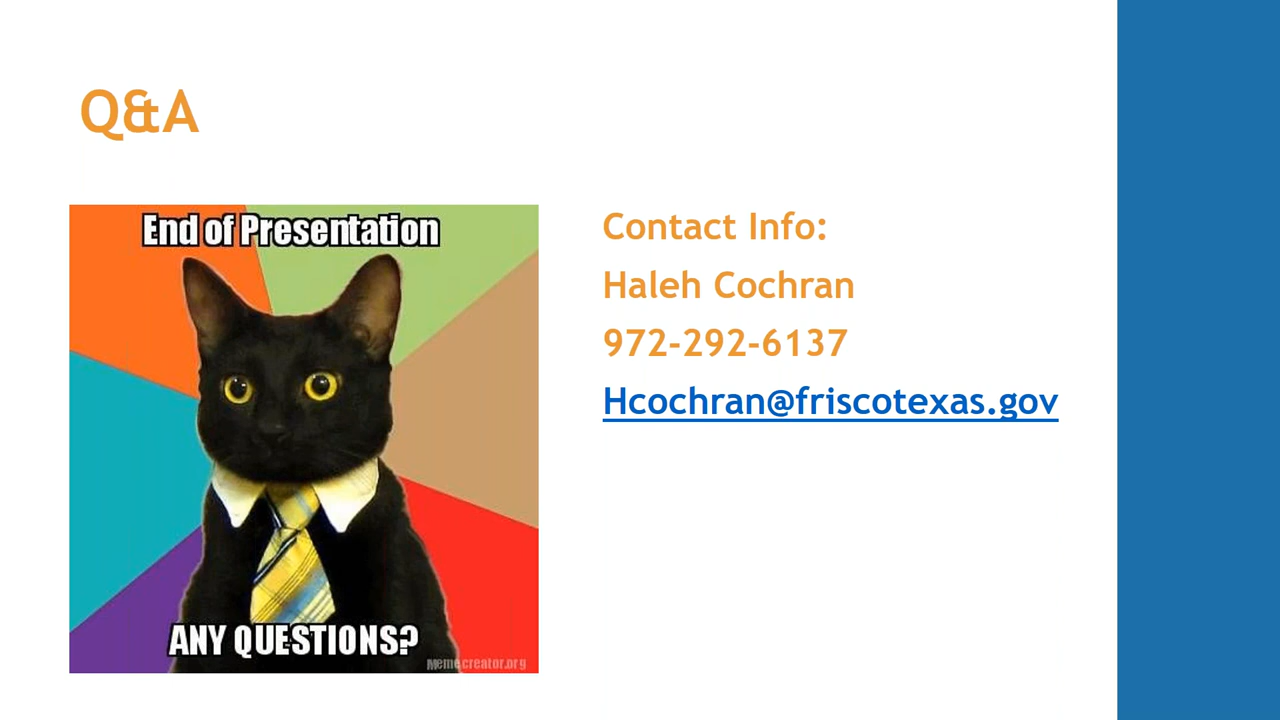 Q&A
End of Presentation
ANY QUESTIONS?
Memecreator.org
Contact Info:
Haleh Cochran
972-292-6137
Hcochran@friscotexas.gov